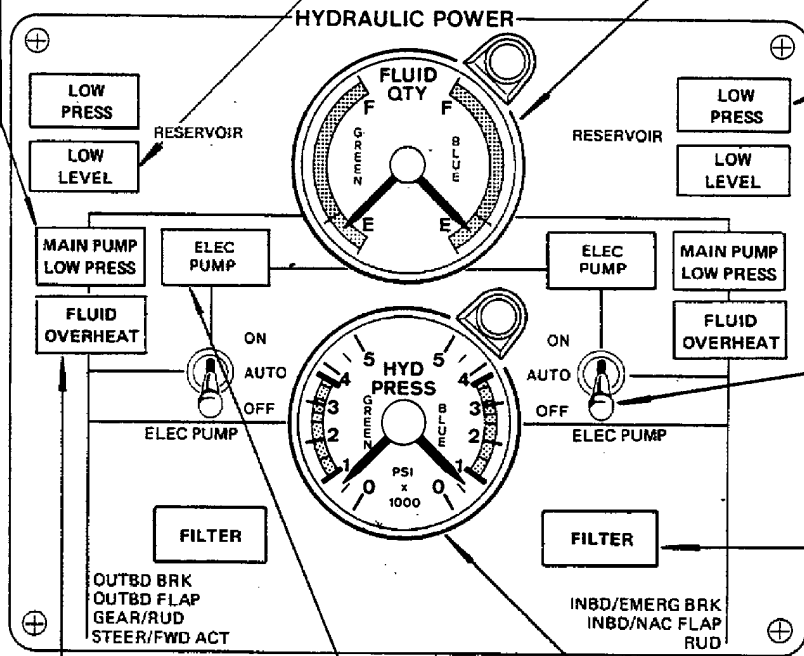 HYDRAULIC POWER
LOW
PRESS
RESERVOIR
LOW
LEVEL
FLUID
QTY
F
F
GREEN
BLUE
E
E
LOW
PRESS
RESERVOIR
LOW
LEVEL
MAIN PUMP
LOW PRESS
ELEC
PUMP
ELEC
PUMP
MAIN PUMP
LOW PRESS
FLUID
OVERHEAT
FLUID
OVERHEAT
ON
AUTO
OFF
ELEC PUMP
HYD
PRESS
5
4
3
2
1
0
GREEN
BLUE
5
4
3
2
1
0
PSI
x
1000
ON
AUTO
OFF
ELEC PUMP
FILTER
FILTER
OUTBD BRK
OUTBD FLAP
GEAR/RUD
STEER/FWD ACT
INBD/EMERG BRK
INBD/NAC FLAP
RUD